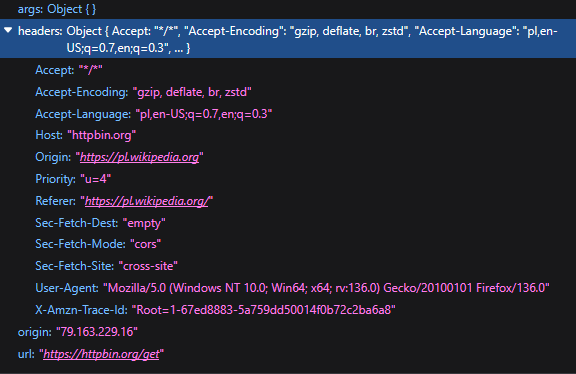 args: Object { }
headers: Object { Accept: "*/*", "Accept-Encoding": "gzip, deflate, br, zstd", "Accept-Language": "pl,en-
US;q=0.7,en;q=0.3", … }
Accept: "*/*"
Accept-Encoding: "gzip, deflate, br, zstd"
Accept-Language: "pl,en-US;q=0.7,en;q=0.3"
Host: "httpbin.org"
Origin: "https://pl.wikipedia.org"
Priority: "u=4"
Referer: "https://pl.wikipedia.org/"
Sec-Fetch-Dest: "empty"
Sec-Fetch-Mode: "cors"
Sec-Fetch-Site: "cross-site"
User-Agent: "Mozilla/5.0 (Windows NT 10.0; Win64; x64; rv:136.0) Gecko/20100101 Firefox/136.0"
X-Amzn-Trace-Id: "Root=1-67ed8883-5a759dd50014f0b72c2ba6a8"
origin: "79.163.229.16"
url: "https://httpbin.org/get"